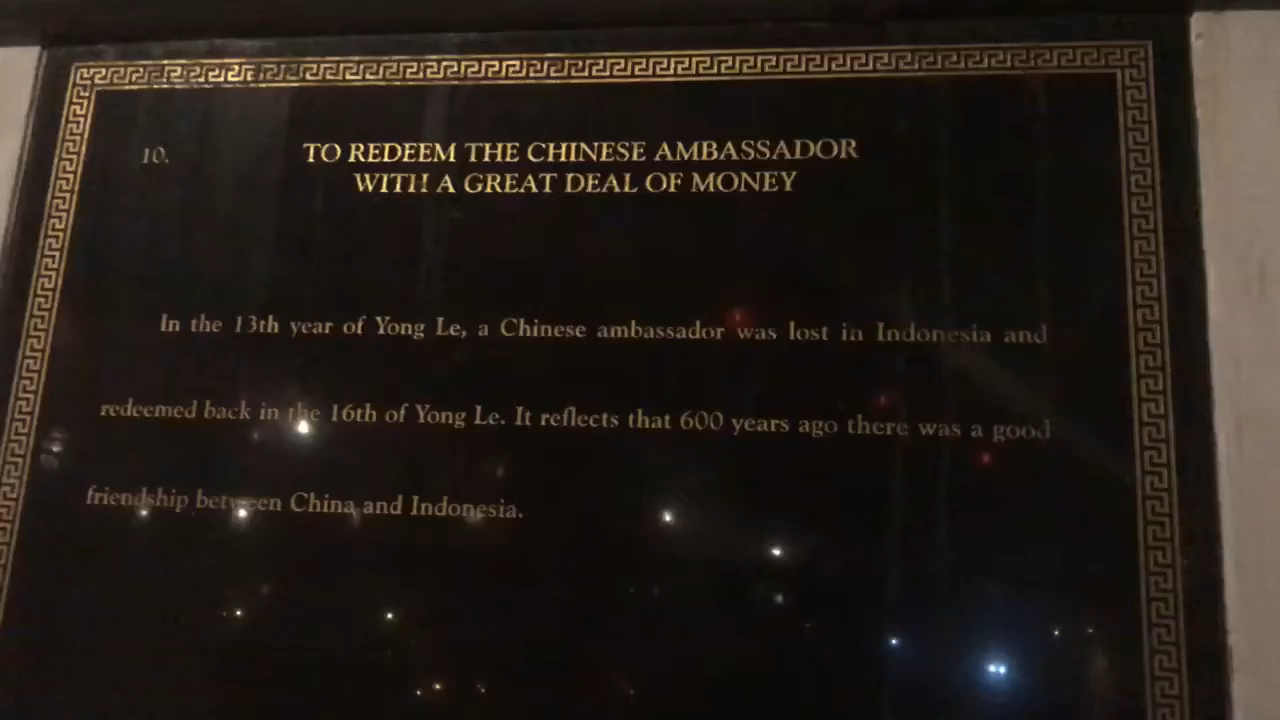 10.
TO REDEEM THE CHINESE AMBASSADOR
WITH A GREAT DEAL OF MONEY
In the 13th year of Yong Le, a Chinese ambassador was lost in Indonesia and
redeemed back in the 16th of Yong Le. It reflects that 600 years ago there was a good
friendship between China and Indonesia.